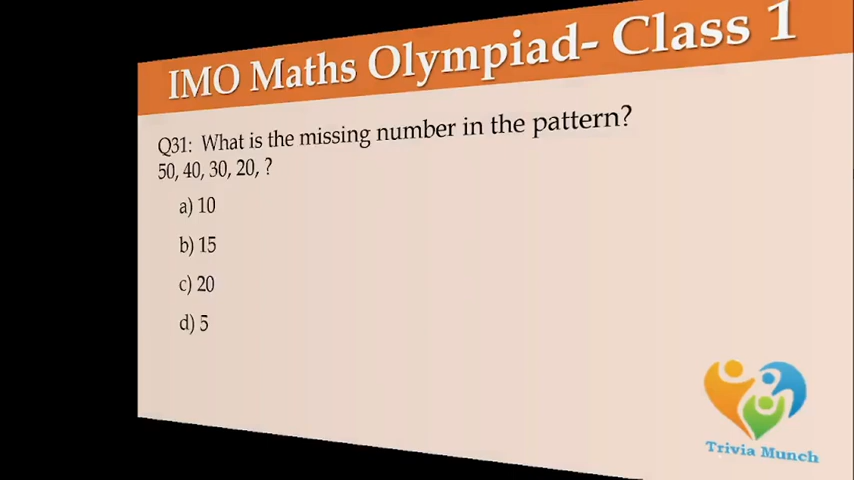 IMO Maths Olympiad- Class 1
Q31: What is the missing number in the pattern?
50, 40, 30, 20, ?
a) 10
b) 15
c) 20
d) 5
Trivia Munch